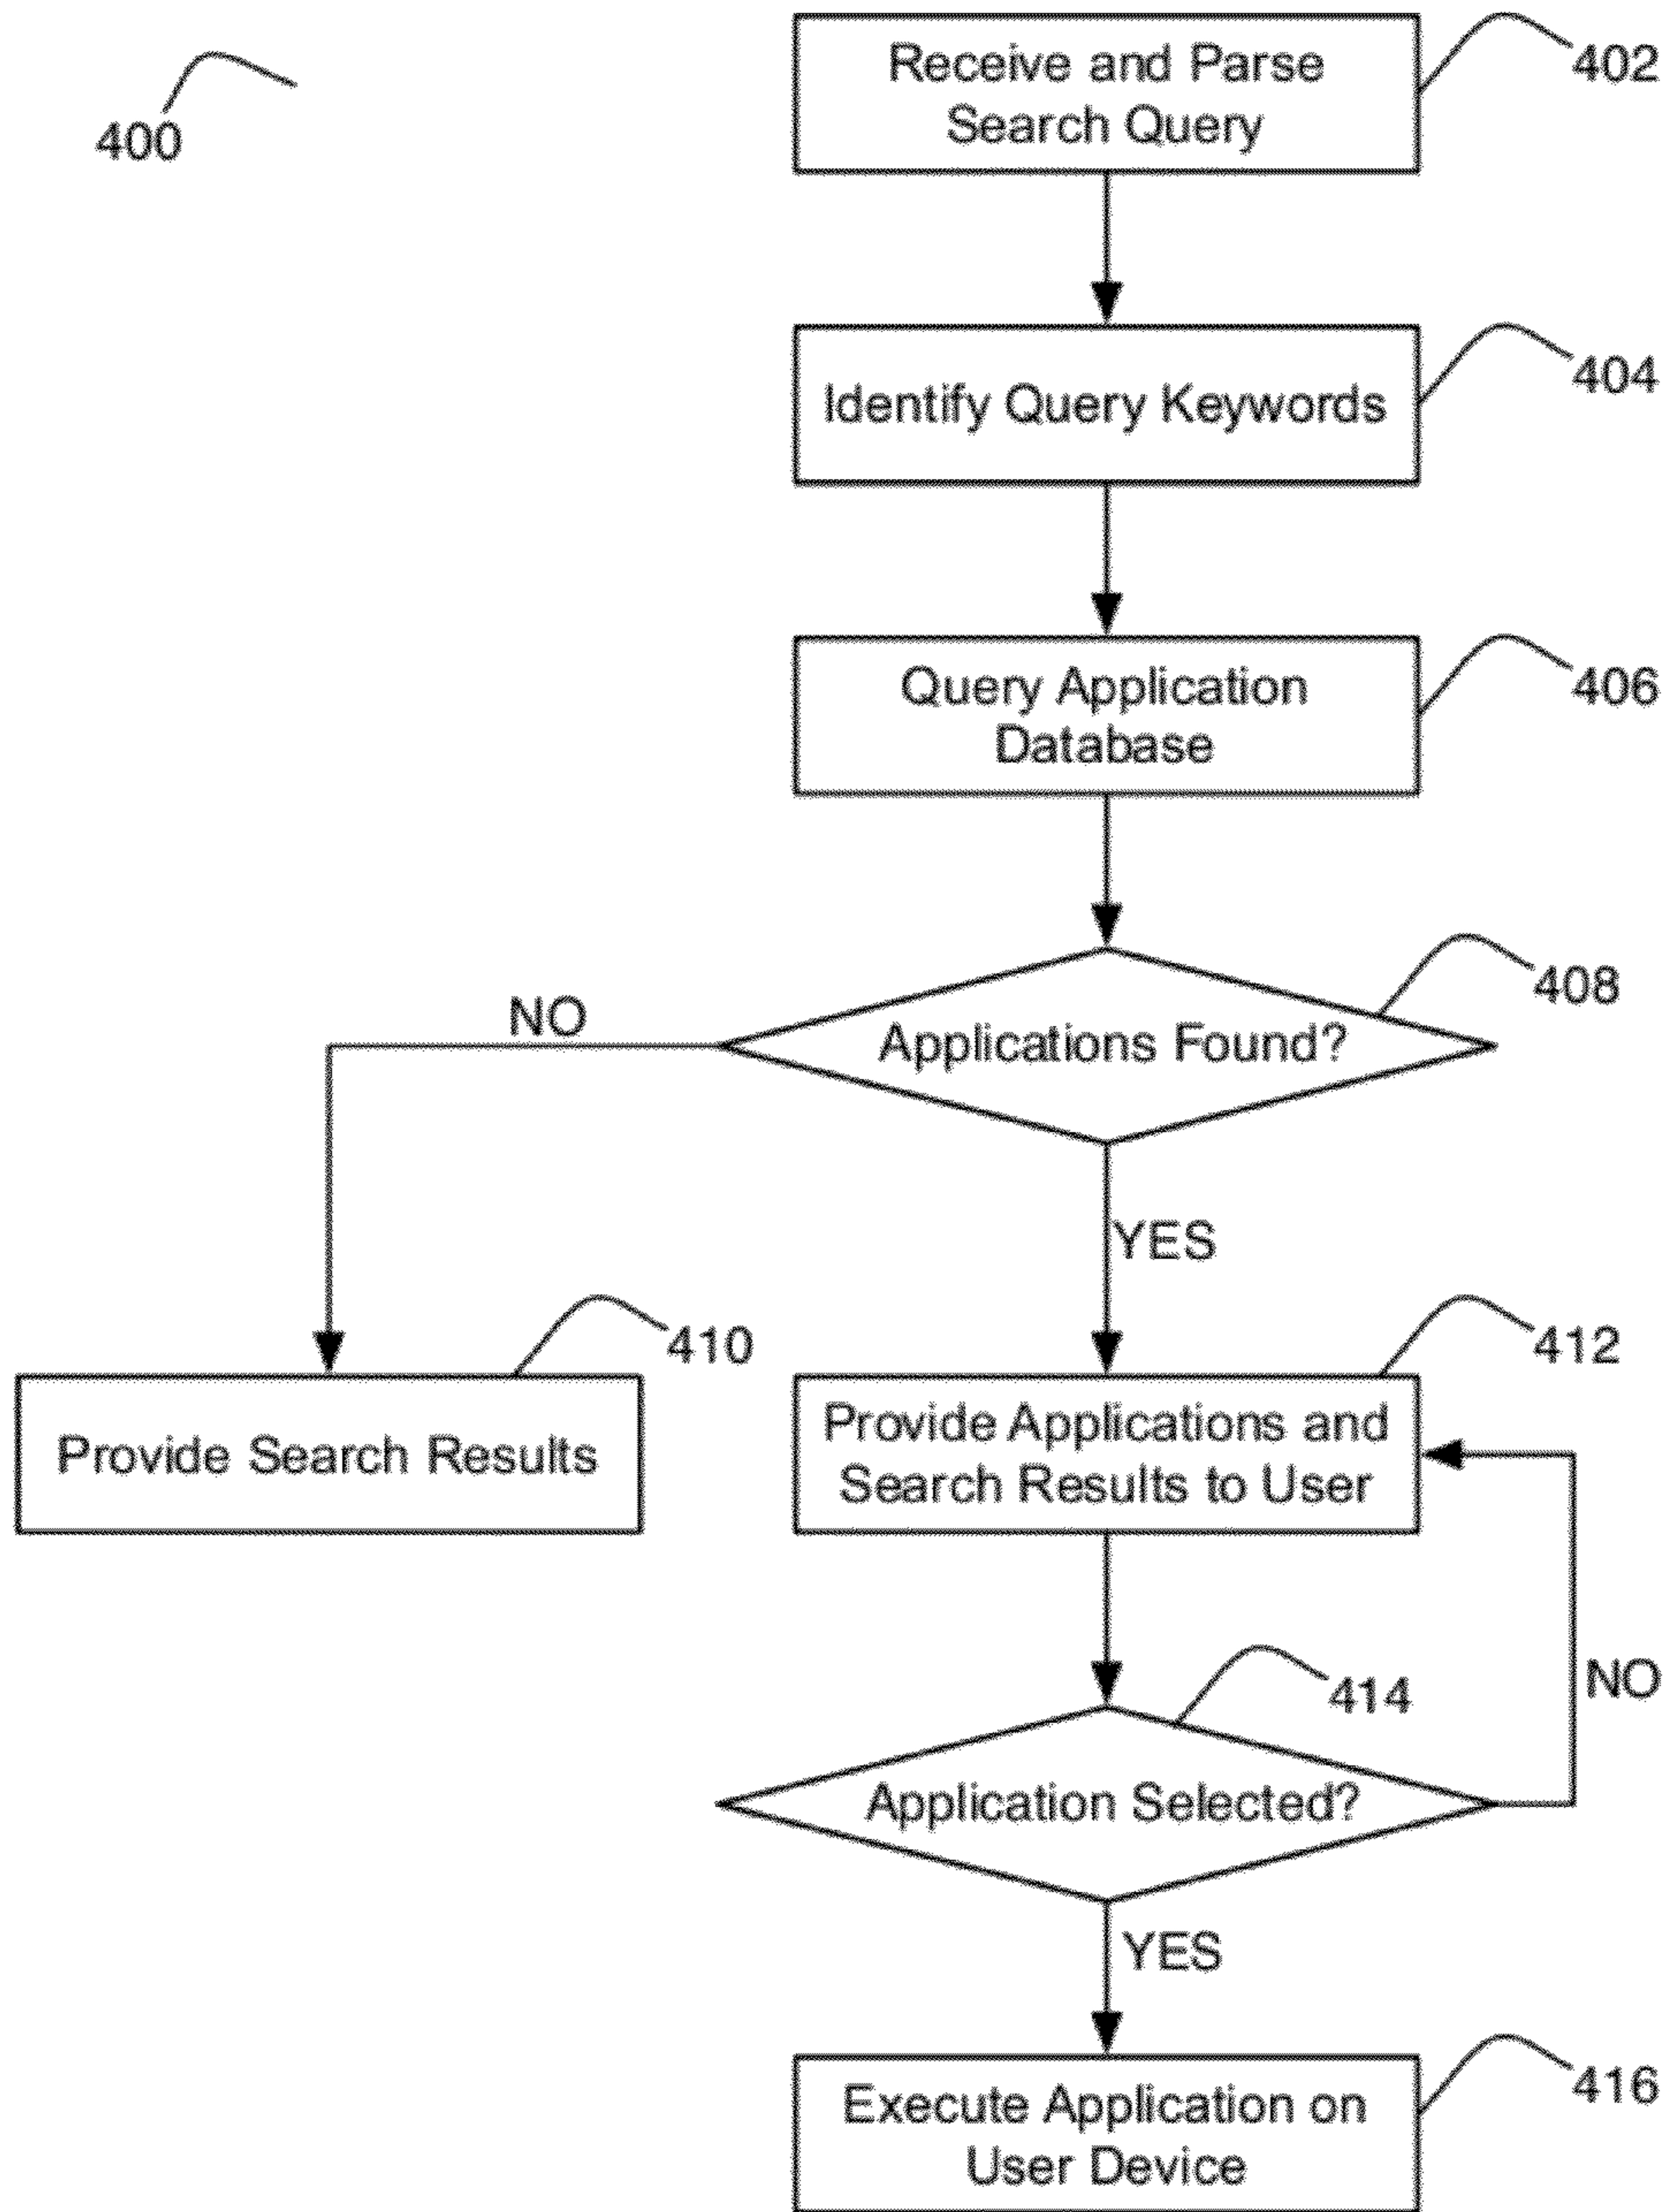 400
Receive and Parse
Search Query
402
Identify Query Keywords
404
Query Application
Database
406
Applications Found?
408
NO
YES
Provide Search Results
410
Provide Applications and
Search Results to User
412
Application Selected?
414
NO
YES
Execute Application on
User Device
416